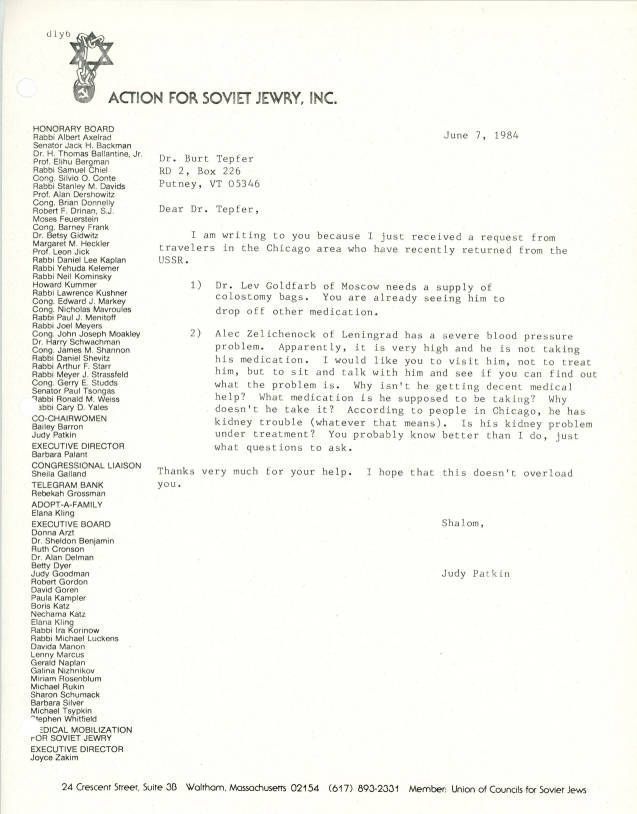 dlyb
ACTION FOR SOVIET JEWRY, INC.
HONORARY BOARD
Rabbi Albert Axelrad
Senator Jack H. Backman
Dr. H. Thomas Ballantine, Jr.
Prof. Elihu Bergman
Rabbi Samuel Chiel
Cong. Silvio O. Conte
Rabbi Stanley M. Davids
Prof. Alan Dershowitz
Cong. Brian Donnelly
Robert F. Drinan, S.J.
Moses Feuerstein
Cong. Barney Frank
Dr. Betsy Gidwitz
Margaret M. Heckler
Prof. Leon Jick
Rabbi Daniel Lee Kaplan
Rabbi Yehuda Kelemer
Rabbi Neil Kominsky
Howard Kummer
Rabbi Lawrence Kushner
Cong. Edward J. Markey
Cong. Nicholas Mavroules
Rabbi Paul J. Menitoff
Rabbi Joel Meyers
Cong. John Joseph Moakley
Dr. Harry Schwachman
Cong. James M. Shannon
Rabbi Daniel Shevitz
Rabbi Arthur F. Starr
Rabbi Meyer J. Strassfeld
Cong. Gerry E. Studds
Senator Paul Tsongas
Rabbi Ronald M. Weiss
abbi Cary D. Yales
CO-CHAIRWOMEN
Bailey Barron
Judy Patkin
EXECUTIVE DIRECTOR
Barbara Palant
CONGRESSIONAL LIAISON
Sheila Galland
TELEGRAM BANK
Rebekah Grossman
ADOPT-A-FAMILY
Elana Kling
EXECUTIVE BOARD
Donna Arzt
Dr. Sheldon Benjamin
Ruth Cronson
Dr. Alan Delman
Betty Dyer
Judy Goodman
Robert Gordon
David Goren
Paula Kampler
Boris Katz
Nechama Katz
Elana Kling
Rabbi Ira Korinow
Rabbi Michael Luckens
Davida Manon
Lenny Marcus
Gerald Naplan
Galina Nizhnikov
Miriam Rosenblum
Michael Rukin
Sharon Schumack
Barbara Silver
Michael Tsypkin
Stephen Whitfield
EDICAL MOBILIZATION
FOR SOVIET JEWRY
EXECUTIVE DIRECTOR
Joyce Zakim
June 7, 1984
Dr. Burt Tepfer
RD 2, Box 226
Putney, VT 05346
Dear Dr. Tepfer,
I am writing to you because I just received a request from
travelers in the Chicago area who have recently returned from the
USSR.
1) Dr. Lev Goldfarb of Moscow needs a supply of
colostomy bags. You are already seeing him to
drop off other medication.
2) Alec Zelichenock of Leningrad has a severe blood pressure
problem. Apparently, it is very high and he is not taking
his medication. I would like you to visit him, not to treat
him, but to sit and talk with him and see if you can find out
what the problem is. Why isn't he getting decent medical
help? What medication is he supposed to be taking? Why
doesn't he take it? According to people in Chicago, he has
kidney trouble (whatever that means). Is his kidney problem
under treatment? You probably know better than I do, just
what questions to ask.
Thanks very much for your help. I hope that this doesn't overload
you.
Shalom,
Judy Patkin
24 Crescent Street, Suite 3B Waltham, Massachusetts 02154 (617) 893-2331 Member: Union of Councils for Soviet Jews